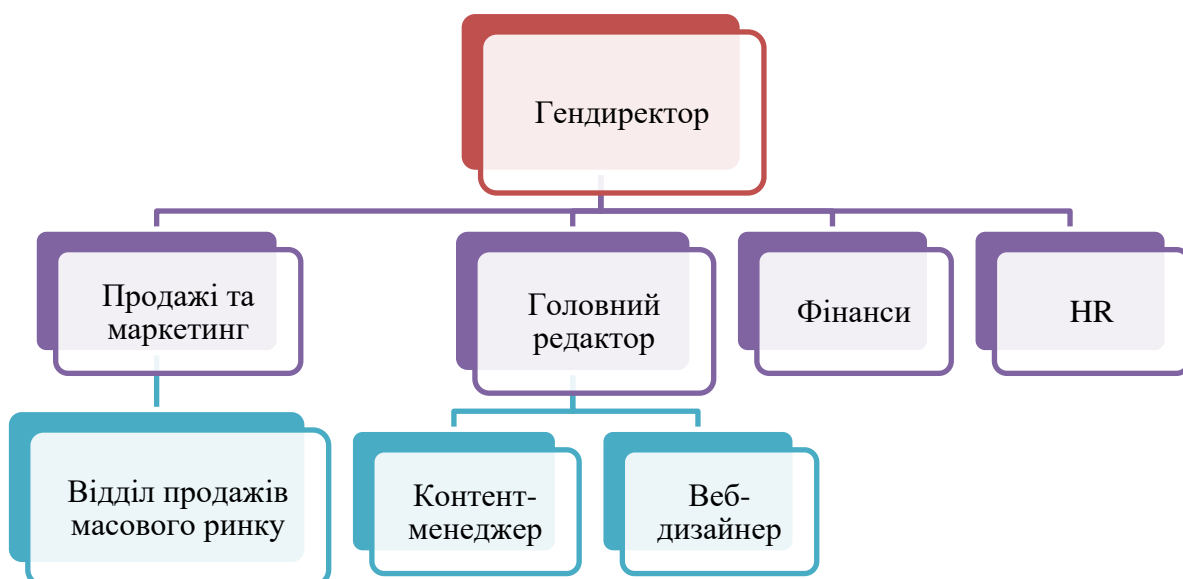 Гендиректор
Продажі та
маркетинг
Головний
редактор
Фінанси
HR
Відділ продажів
масового ринку
Контент-
менеджер
Веб-
дизайнер